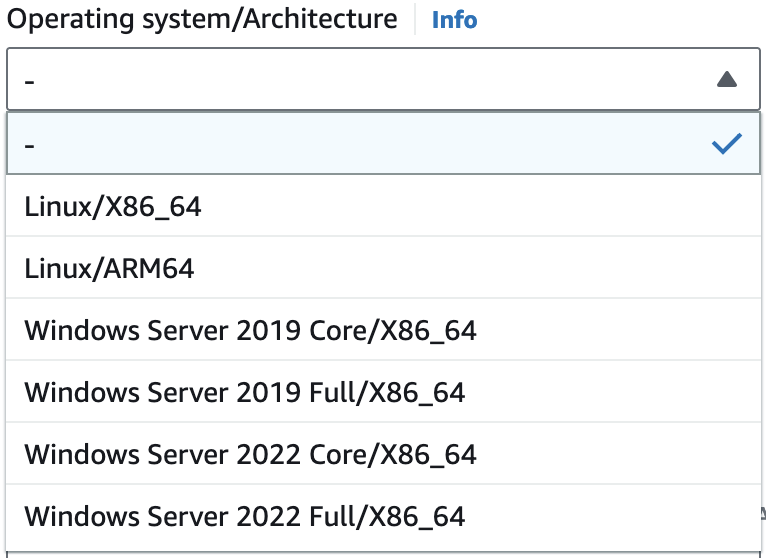 Operating system/Architecture Info
-
-
Linux/X86_64
Linux/ARM64
Windows Server 2019 Core/X86_64
Windows Server 2019 Full/X86_64
Windows Server 2022 Core/X86_64
Windows Server 2022 Full/X86_64